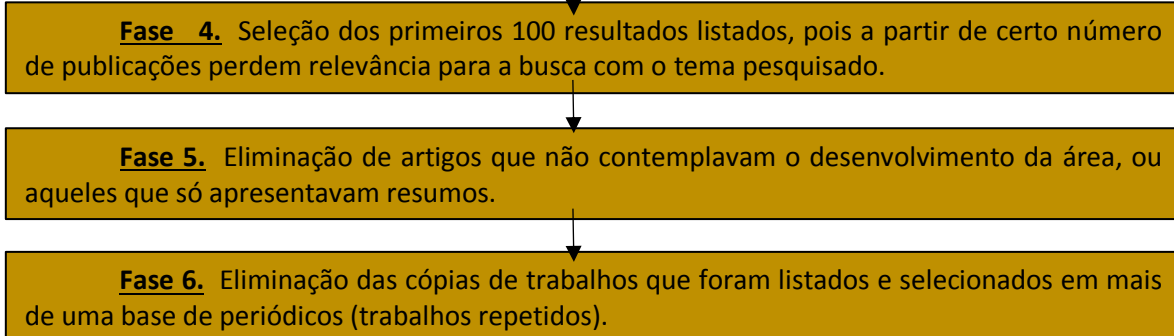 Fase 4. Seleção dos primeiros 100 resultados listados, pois a partir de certo número
de publicações perdem relevância para a busca com o tema pesquisado.
Fase 5. Eliminação de artigos que não contemplavam o desenvolvimento da área, ou
aqueles que só apresentavam resumos.
Fase 6. Eliminação das cópias de trabalhos que foram listados e selecionados em mais
de uma base de periódicos (trabalhos repetidos).